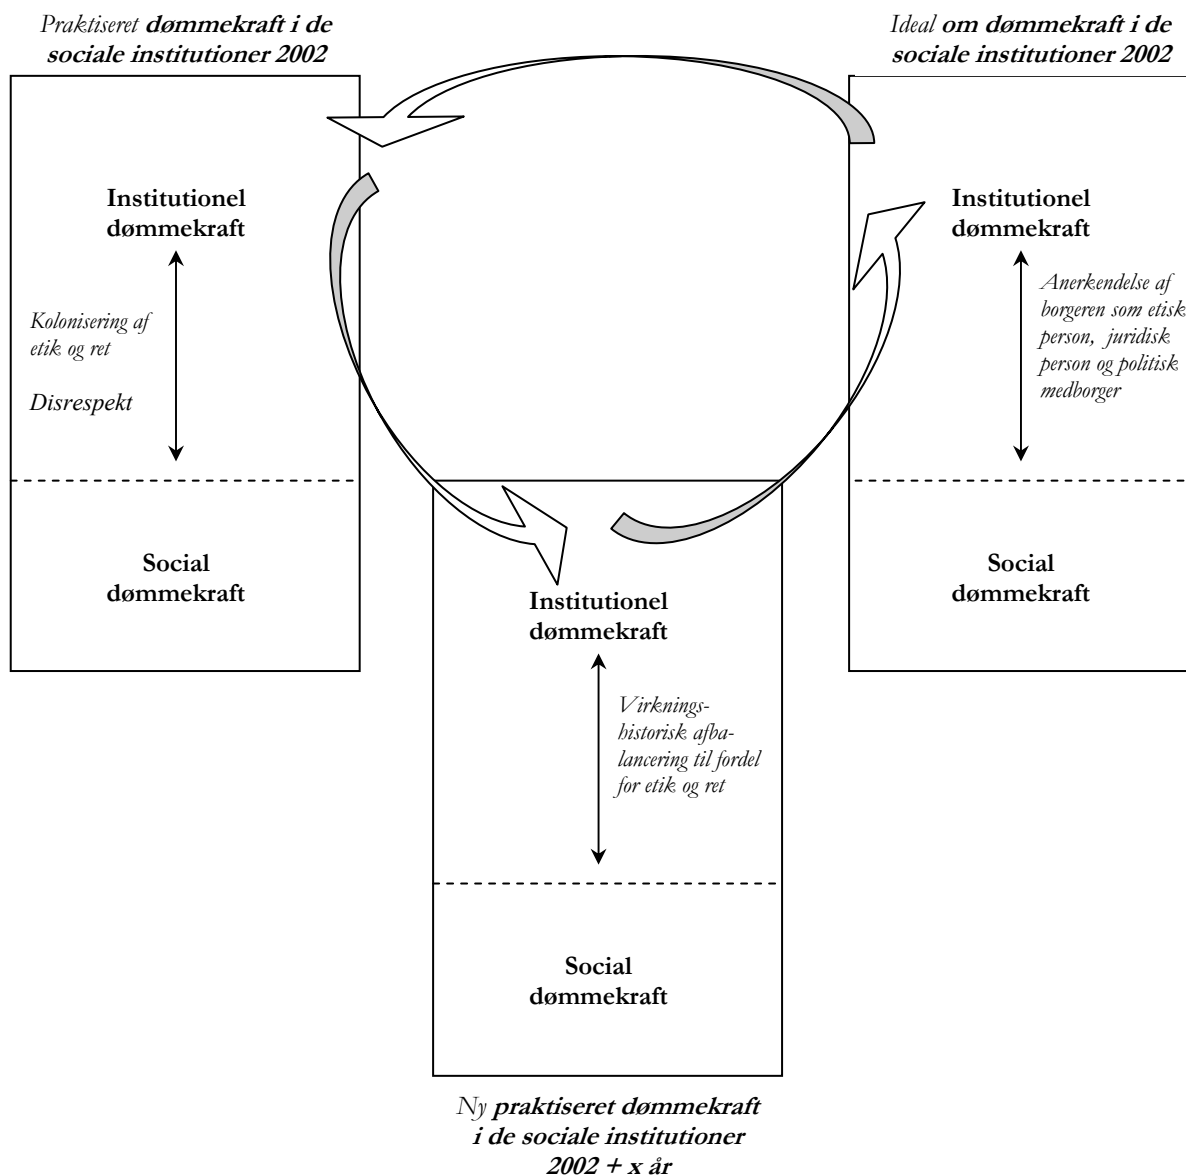 Praktiseret dømmekraft i de
sociale institutioner 2002
Institutionel
dømmekraft
Kolonisering af
etik og ret
Disrespekt
Social
dømmekraft
Ideal om dømmekraft i de
sociale institutioner 2002
Institutionel
dømmekraft
Anerkendelse af
borgeren som etisk
person, juridisk
person og politisk
medborger
Social
dømmekraft
Institutionel
dømmekraft
Virknings-
historisk afba-
lancering til fordel
for etik og ret
Social
dømmekraft
Ny praktiseret dømmekraft
i de sociale institutioner
2002 + x år